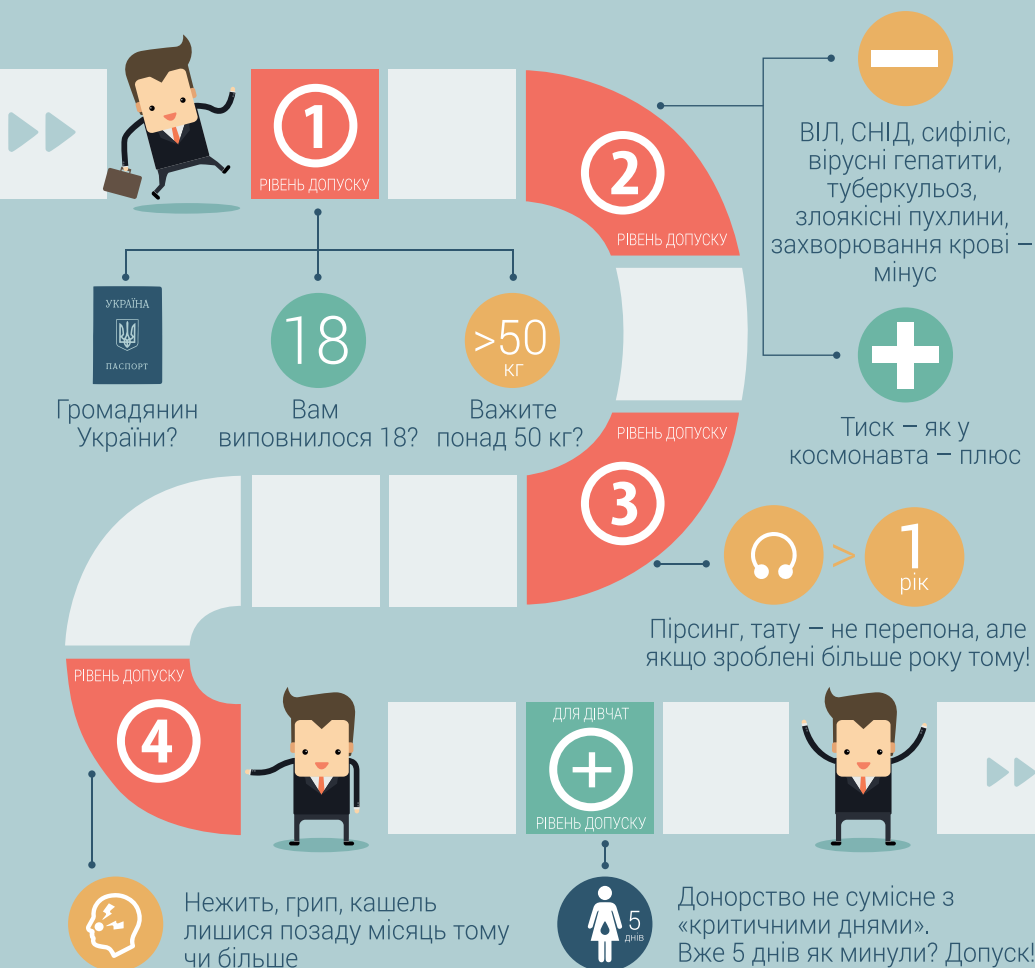 1
РІВЕНЬ ДОПУСКУ
УКРАЇНА
ПАСПОРТ
Громадянин
України?
18
Вам
виповнилося 18?
>50
кг
Важите
понад 50 кг?
2
РІВЕНЬ ДОПУСКУ
ВІЛ, СНІД, сифіліс,
вірусні гепатити,
туберкульоз,
злоякісні пухлини,
захворювання крові –
мінус
Тиск – як у
космонавта – плюс
РІВЕНЬ ДОПУСКУ
3
> 1
рік
Пірсинг, тату – не перепона, але
якщо зроблені більше року тому!
РІВЕНЬ ДОПУСКУ
4
Нежить, грип, кашель
лишися позаду місяць тому
чи більше
ДЛЯ ДІВЧАТ
+
РІВЕНЬ ДОПУСКУ
5
днів
Донорство не сумісне з
«критичними днями».
Вже 5 днів як минули? Допуск!